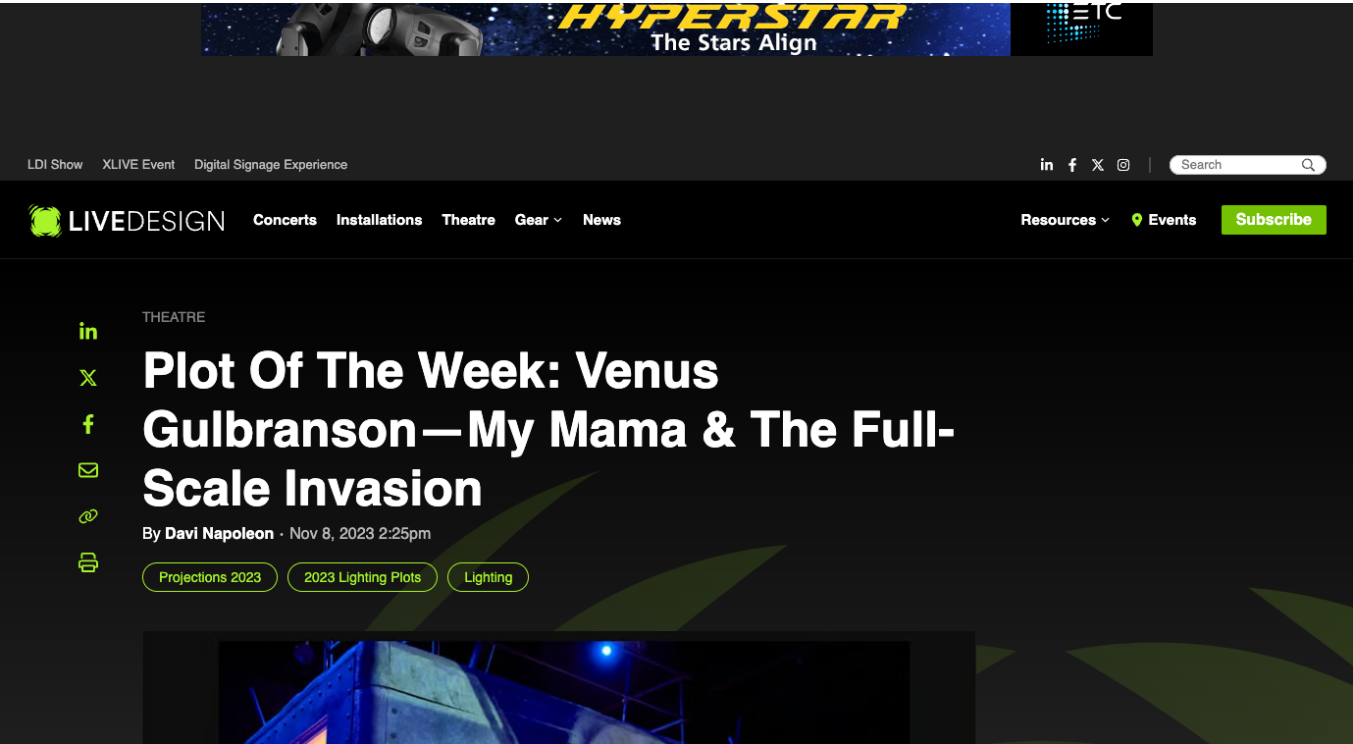 HYPERSTAR
The Stars Align
ETC
LDI Show XLIVE Event Digital Signage Experience
Search
LIVEDESIGN Concerts Installations Theatre Gear News Resources Events Subscribe
THEATRE
Plot Of The Week: Venus
Gulbranson—My Mama & The Full-
Scale Invasion
By Davi Napoleon · Nov 8, 2023 2:25pm
Projections 2023 2023 Lighting Plots Lighting